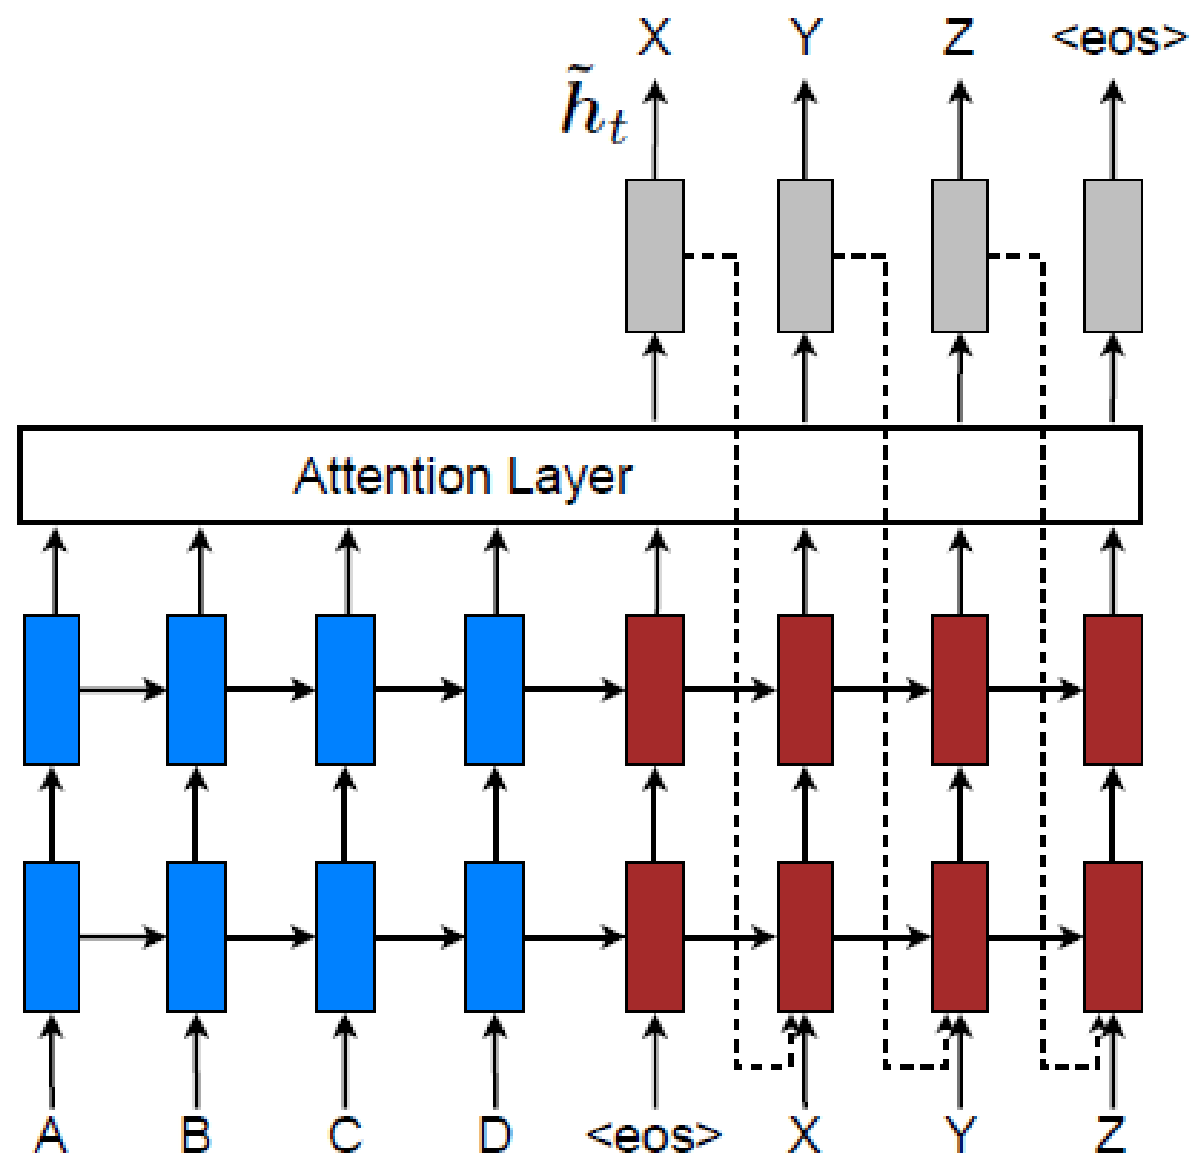 X Y Z <eos>
h̃ₜ
Attention Layer
A B C D <eos> X Y Z